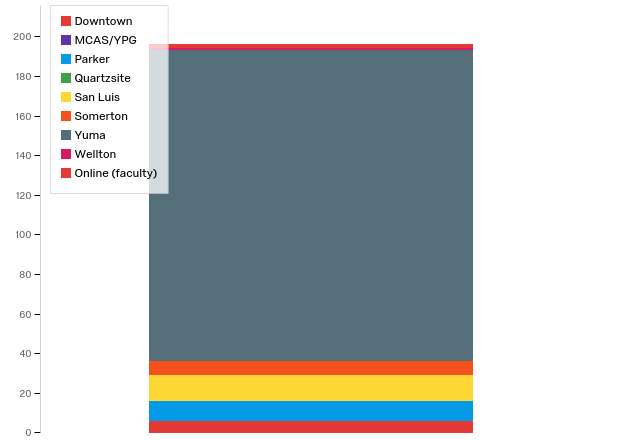 Downtown
MCAS/YPG
Parker
Quartzsite
San Luis
Somerton
Yuma
Wellton
Online (faculty)
200
180
160
140
120
100
80
60
40
20
0